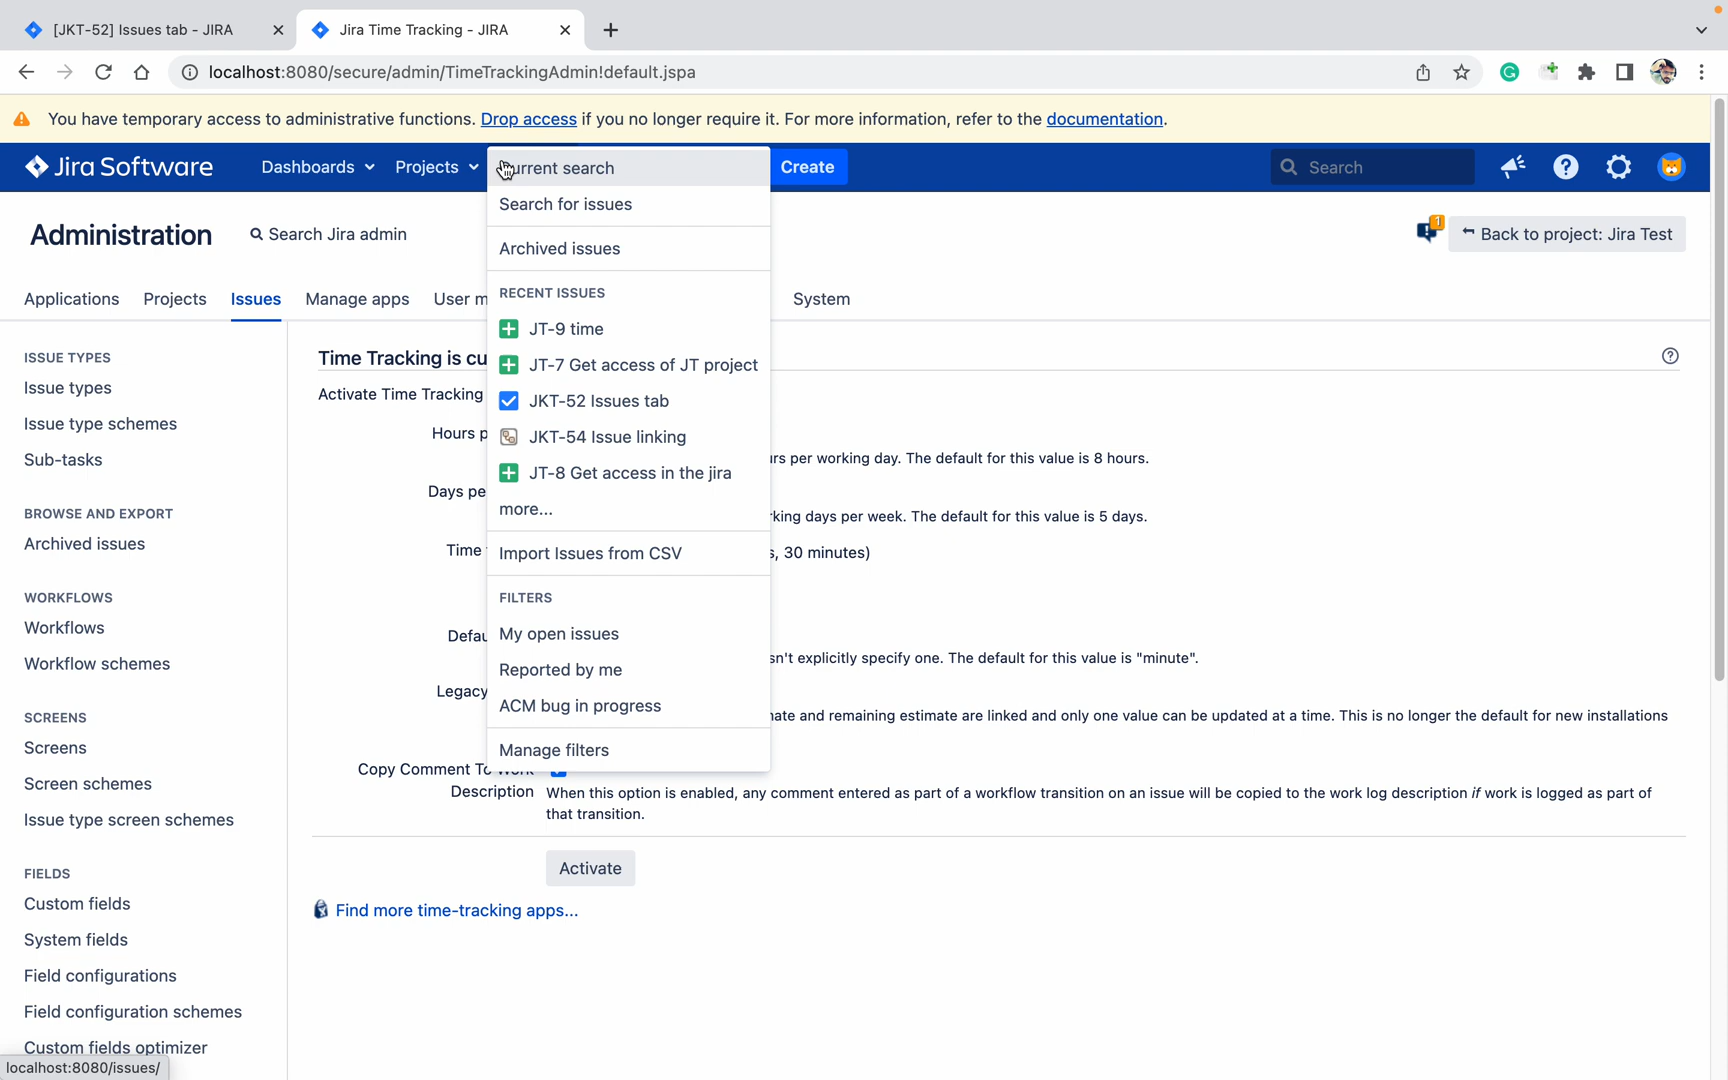 [JKT-52] Issues tab - JIRA
Jira Time Tracking - JIRA
localhost:8080/secure/admin/TimeTrackingAdmin!default.jspa
You have temporary access to administrative functions. Drop access if you no longer require it. For more information, refer to the documentation.
Jira Software Dashboards Projects Create Search
Current search
Search for issues
Archived issues
RECENT ISSUES
JT-9 time
JT-7 Get access of JT project
JKT-52 Issues tab
JKT-54 Issue linking
JT-8 Get access in the jira
more...
Import Issues from CSV
FILTERS
My open issues
Reported by me
ACM bug in progress
Manage filters
Administration Search Jira admin 1 Back to project: Jira Test
Applications Projects Issues Manage apps User m System
ISSUE TYPES
Issue types
Issue type schemes
Sub-tasks
BROWSE AND EXPORT
Archived issues
WORKFLOWS
Workflows
Workflow schemes
SCREENS
Screens
Screen schemes
Issue type screen schemes
FIELDS
Custom fields
System fields
Field configurations
Field configuration schemes
Custom fields optimizer
localhost:8080/issues/
Time Tracking is cu
Activate Time Tracking
Hours p
rs per working day. The default for this value is 8 hours.
Days pe
rking days per week. The default for this value is 5 days.
Time s, 30 minutes)
Defau
sn't explicitly specify one. The default for this value is "minute".
Legacy
nate and remaining estimate are linked and only one value can be updated at a time. This is no longer the default for new installations
Copy Comment To Work
Description When this option is enabled, any comment entered as part of a workflow transition on an issue will be copied to the work log description if work is logged as part of
that transition.
Activate
Find more time-tracking apps...